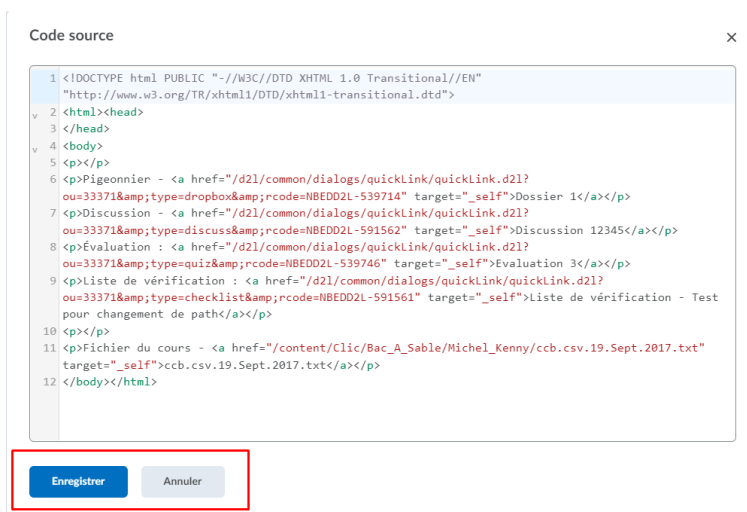 Code source
×
1 <!DOCTYPE html PUBLIC "-//W3C//DTD XHTML 1.0 Transitional//EN"
"http://www.w3.org/TR/xhtml1/DTD/xhtml1-transitional.dtd">
2 <html><head>
3 </head>
4 <body>
5 <p></p>
6 <p>Pigeonnier - <a href="/d2l/common/dialogs/quickLink/quickLink.d2l?
ou=33371&amp;type=dropbox&amp;rcode=NBEDD2L-539714" target="_self">Dossier 1</a></p>
7 <p>Discussion - <a href="/d2l/common/dialogs/quickLink/quickLink.d2l?
ou=33371&amp;type=discuss&amp;rcode=NBEDD2L-591562" target="_self">Discussion 12345</a></p>
8 <p>Évaluation : <a href="/d2l/common/dialogs/quickLink/quickLink.d2l?
ou=33371&amp;type=quiz&amp;rcode=NBEDD2L-539746" target="_self">Evaluation 3</a></p>
9 <p>Liste de vérification : <a href="/d2l/common/dialogs/quickLink/quickLink.d2l?
ou=33371&amp;type=checklist&amp;rcode=NBEDD2L-591561" target="_self">Liste de vérification - Test
pour changement de path</a></p>
10 <p></p>
11 <p>Fichier du cours - <a href="/content/Clic/Bac_A_Sable/Michel_Kenny/ccb.csv.19.Sept.2017.txt"
target="_self">ccb.csv.19.Sept.2017.txt</a></p>
12 </body></html>
Enregistrer
Annuler